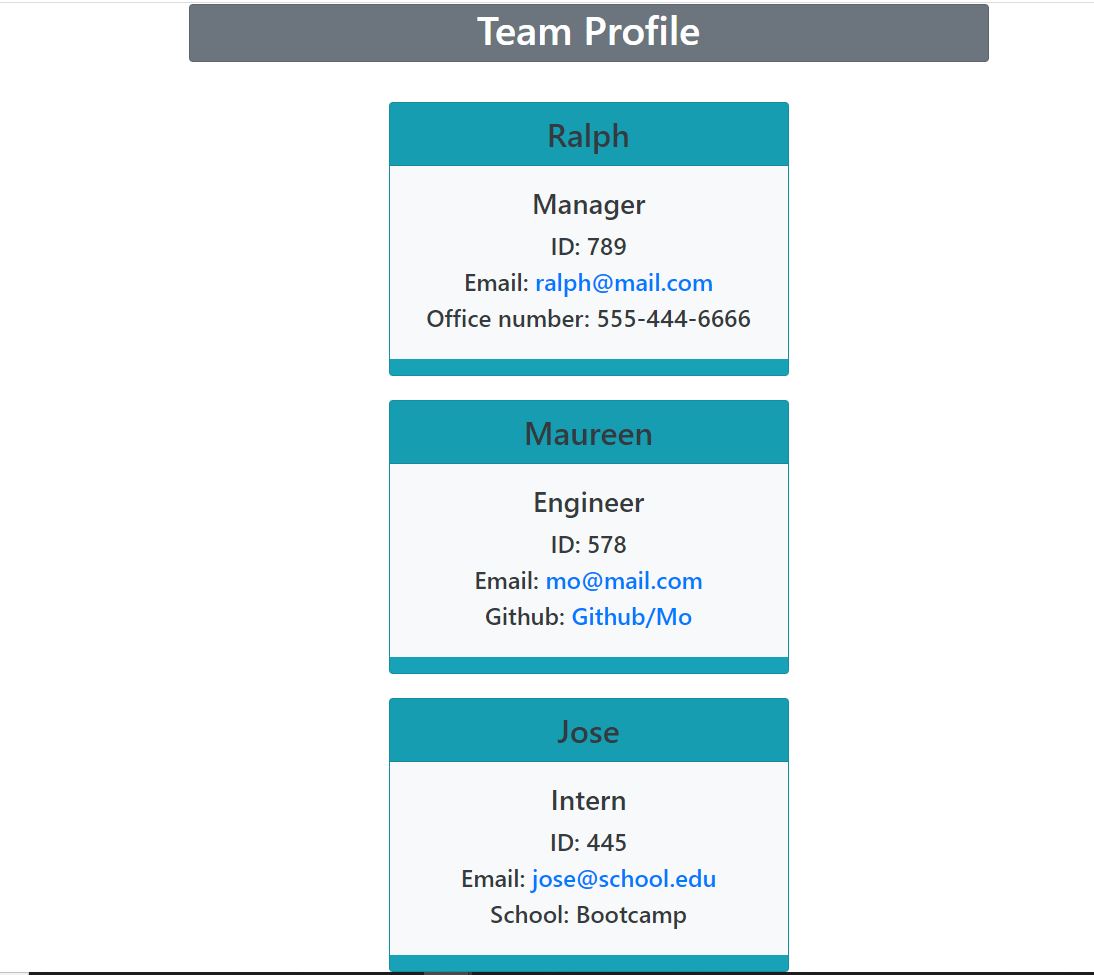 Team Profile
Ralph
Manager
ID: 789
Email: ralph@mail.com
Office number: 555-444-6666
Maureen
Engineer
ID: 578
Email: mo@mail.com
Github: Github/Mo
Jose
Intern
ID: 445
Email: jose@school.edu
School: Bootcamp